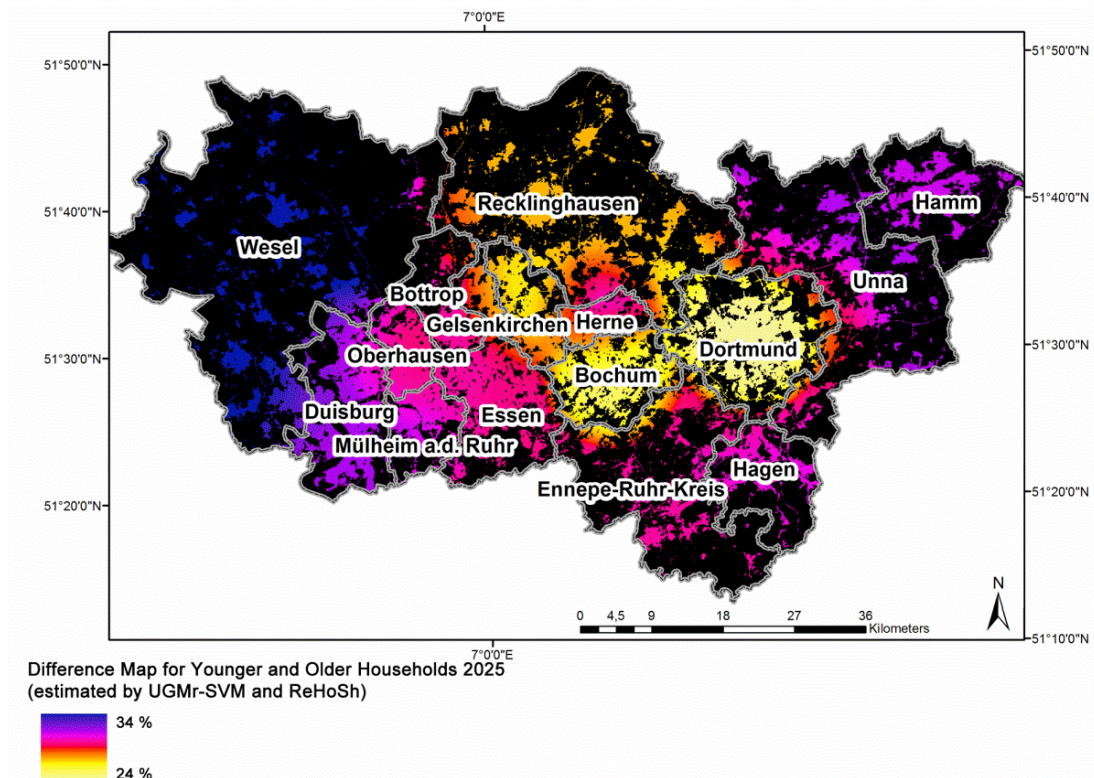 7°0'0"E
51°50'0"N
51°50'0"N
51°40'0"N
51°40'0"N
Recklinghausen
Hamm
Wesel
Unna
Bottrop
Gelsenkirchen
Herne
51°30'0"N
51°30'0"N
Oberhausen
Dortmund
Bochum
Duisburg
Essen
Mülheim a.d. Ruhr
Hagen
Ennepe-Ruhr-Kreis
51°20'0"N
51°20'0"N
N
0 4,5 9 18 27 36
Kilometers
51°10'0"N
7°0'0"E
Difference Map for Younger and Older Households 2025
(estimated by UGMr-SVM and ReHoSh)
34 %
24 %